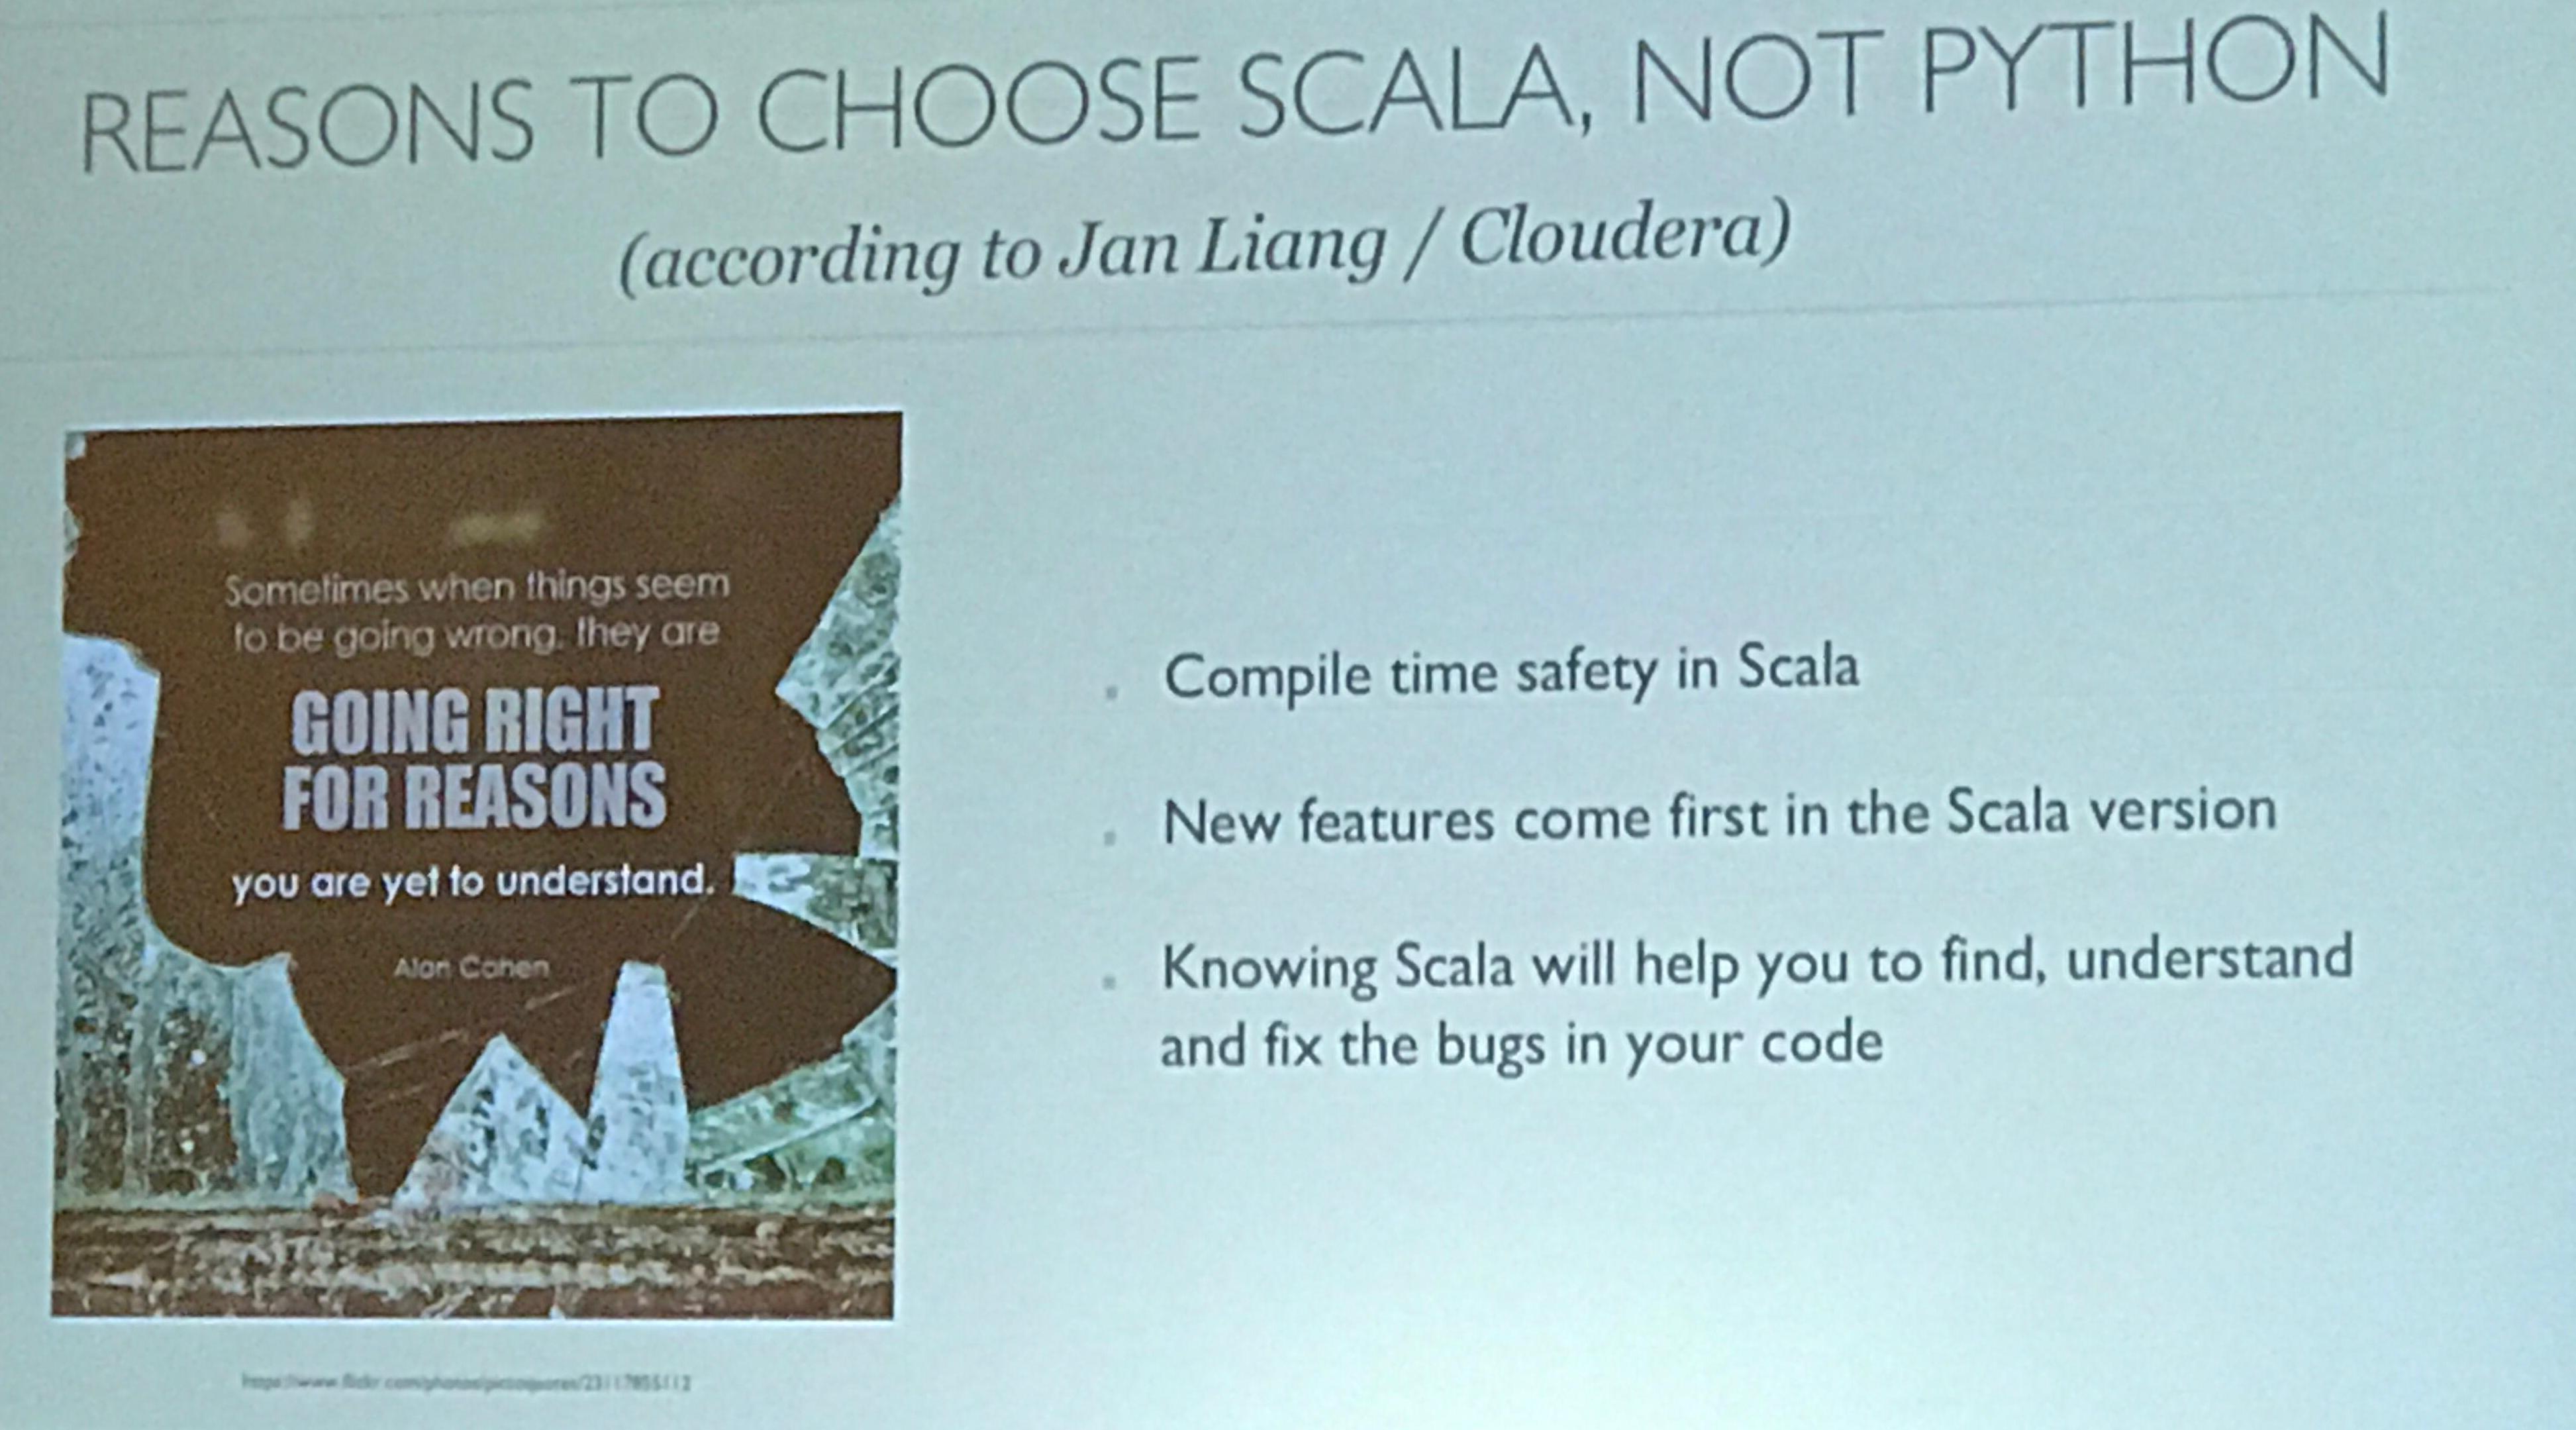 REASONS TO CHOOSE SCALA, NOT PYTHON
(according to Jan Liang / Cloudera)
Sometimes when things seem
to be going wrong, they are
GOING RIGHT
FOR REASONS
you are yet to understand.
Alan Cohen
Compile time safety in Scala
New features come first in the Scala version
Knowing Scala will help you to find, understand
and fix the bugs in your code